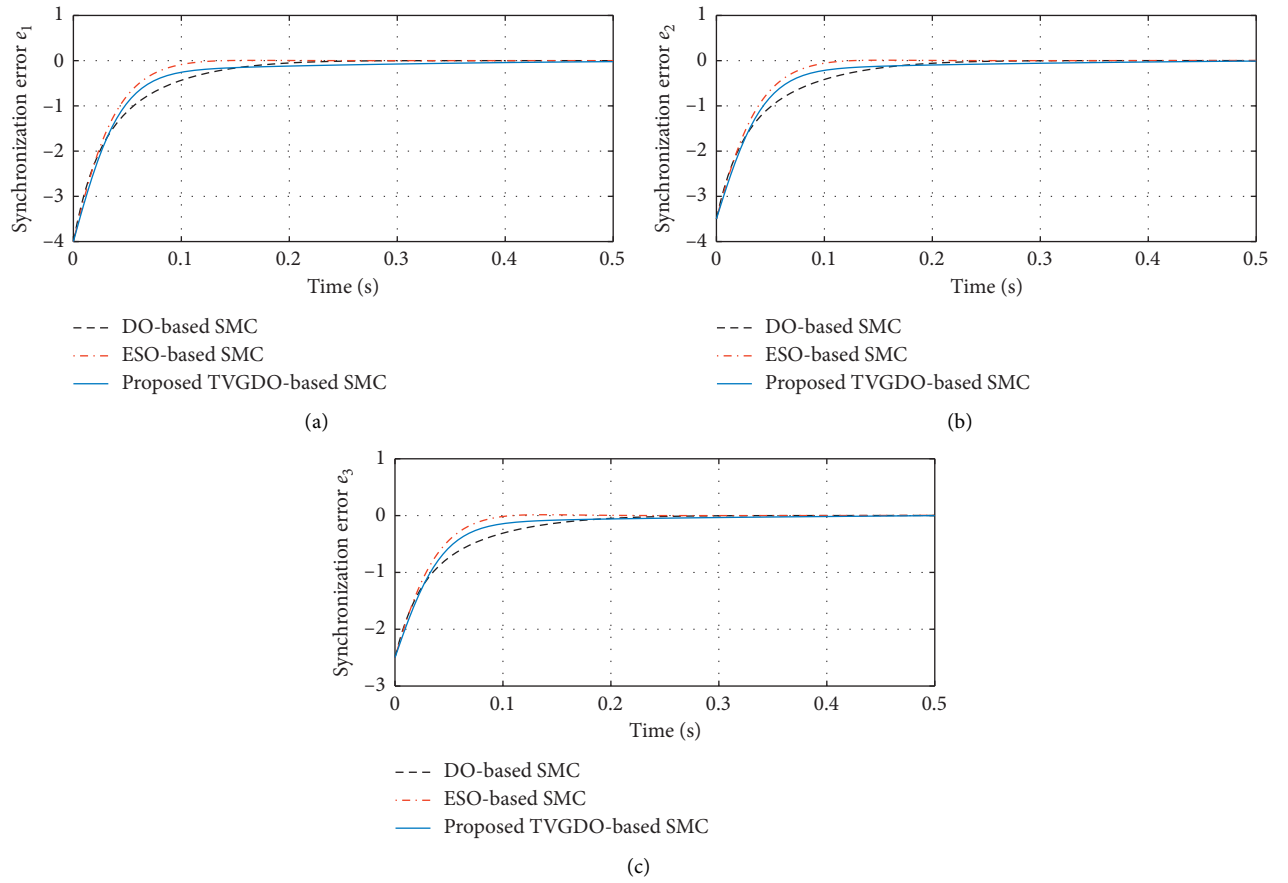 Synchronization error e1
1
0
−1
−2
−3
−4
0 0.1 0.2 0.3 0.4 0.5
Time (s)
DO-based SMC
ESO-based SMC
Proposed TVGDO-based SMC
(a)
Synchronization error e2
1
0
−1
−2
−3
−4
0 0.1 0.2 0.3 0.4 0.5
Time (s)
DO-based SMC
ESO-based SMC
Proposed TVGDO-based SMC
(b)
Synchronization error e3
1
0
−1
−2
−3
0 0.1 0.2 0.3 0.4 0.5
Time (s)
DO-based SMC
ESO-based SMC
Proposed TVGDO-based SMC
(c)